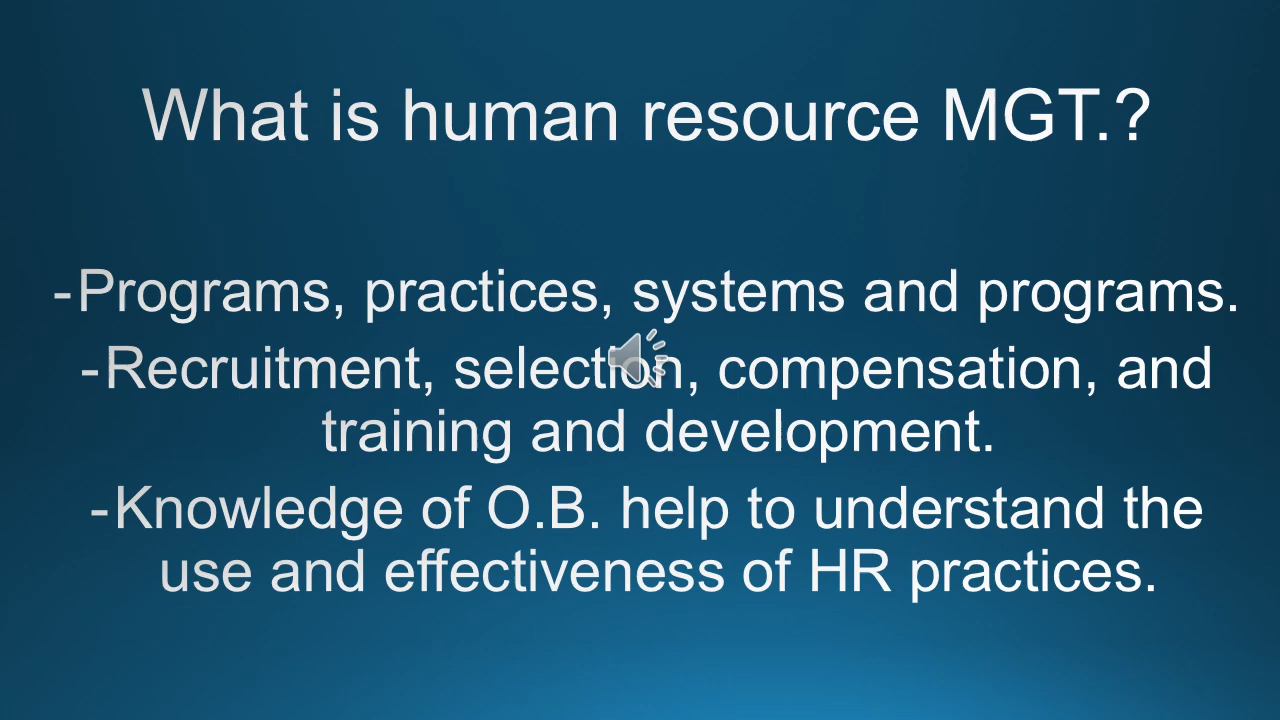 What is human resource MGT.?
-Programs, practices, systems and programs.
-Recruitment, selection, compensation, and
training and development.
-Knowledge of O.B. help to understand the
use and effectiveness of HR practices.